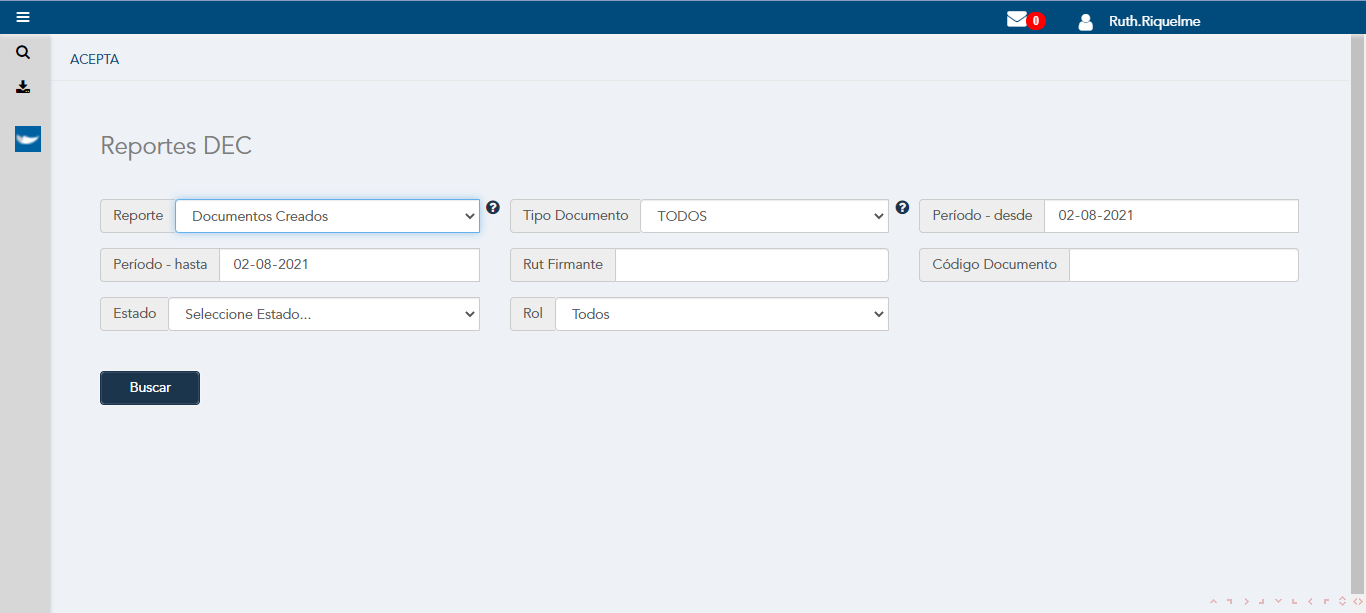 0 Ruth.Riquelme
ACEPTA
Reportes DEC
Reporte Documentos Creados ? Tipo Documento TODOS ? Período - desde 02-08-2021
Período - hasta 02-08-2021 Rut Firmante Código Documento
Estado Seleccione Estado... Rol Todos
Buscar